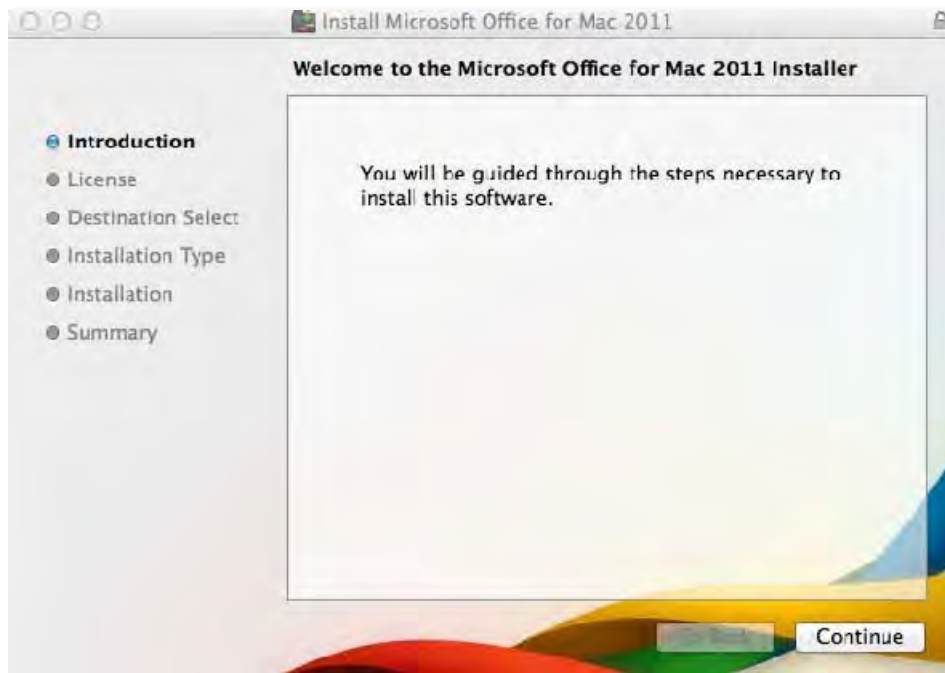 Install Microsoft Office for Mac 2011
Welcome to the Microsoft Office for Mac 2011 Installer
Introduction
License
Destination Select
Installation Type
Installation
Summary
You will be guided through the steps necessary to
install this software.
Continue